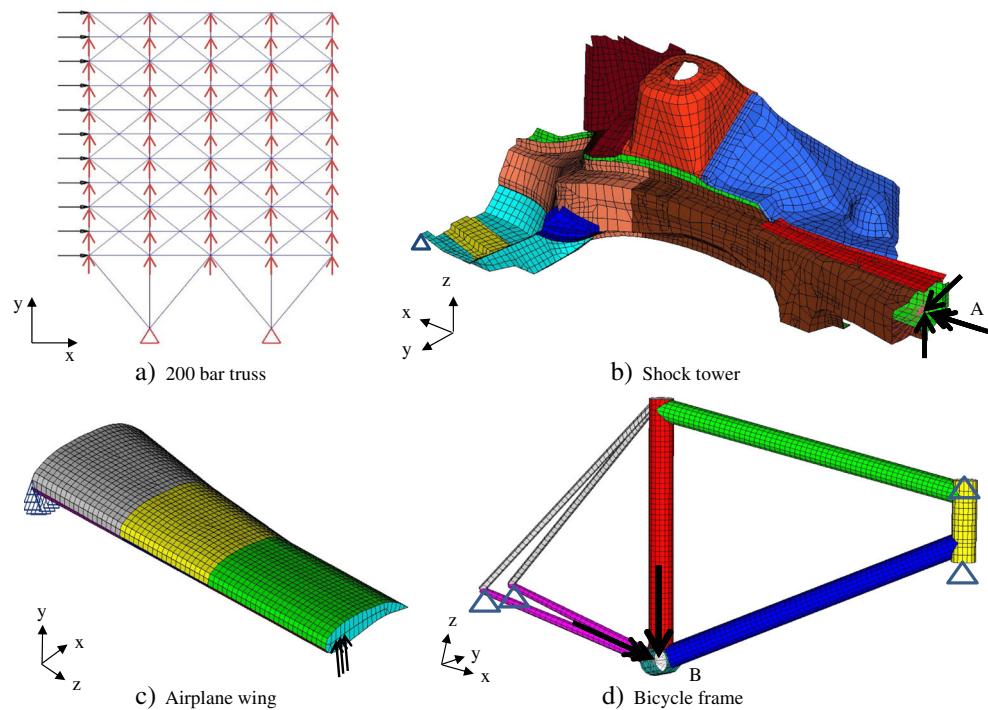 y
x
a) 200 bar truss
z
x
y
A
b) Shock tower
y
x
z
c) Airplane wing
z
y
x
B
d) Bicycle frame